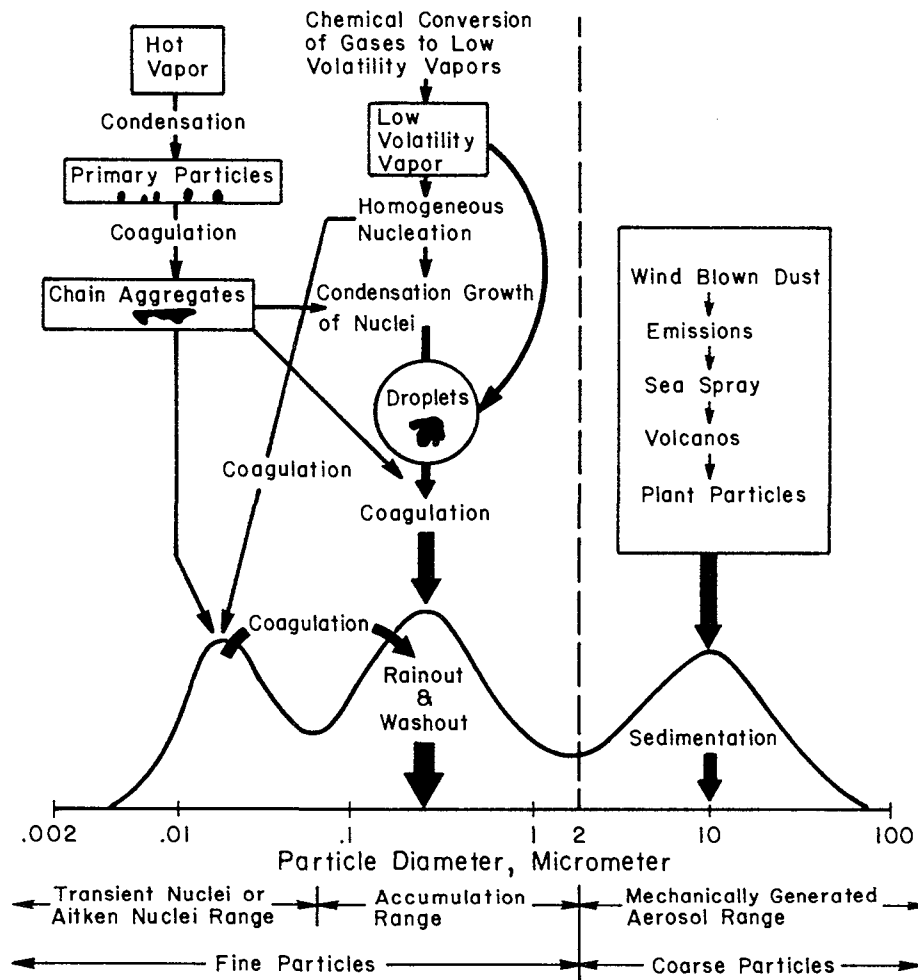 Hot
Vapor
Condensation
Primary Particles
Coagulation
Chain Aggregates
Chemical Conversion
of Gases to Low
Volatility Vapors
Low
Volatility
Vapor
Homogeneous
Nucleation
Condensation Growth
of Nuclei
Droplets
Coagulation
Coagulation
Coagulation
Rainout
&
Washout
Wind Blown Dust
Emissions
Sea Spray
Volcanos
Plant Particles
Sedimentation
.002 .01 .1 1 2 10 100
Particle Diameter, Micrometer
Transient Nuclei or
Aitken Nuclei Range
Accumulation
Range
Mechanically Generated
Aerosol Range
Fine Particles
Coarse Particles